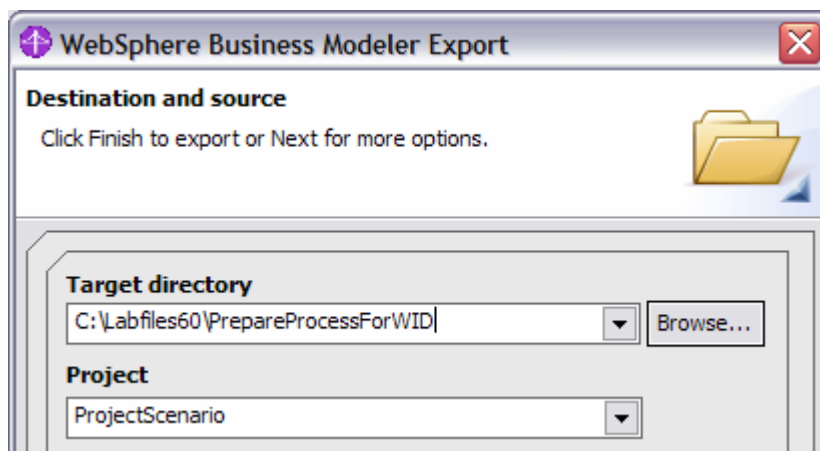 WebSphere Business Modeler Export
Destination and source
Click Finish to export or Next for more options.
Target directory
C:\Labfiles60\PrepareProcessForWID
Browse...
Project
ProjectScenario